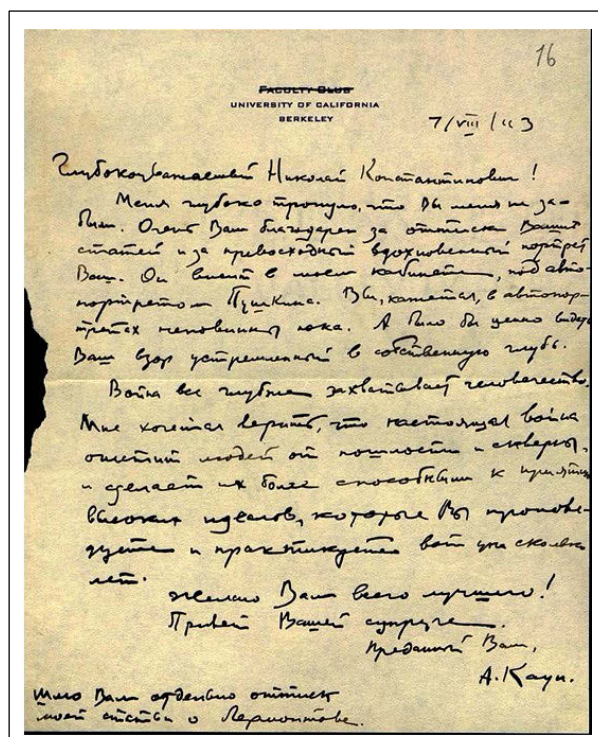 16
FACULTY CLUB
UNIVERSITY OF CALIFORNIA
BERKELEY
7/VIII/43
Глубокоуважаемый Николай Константинович!
Меня глубоко тронуло, что Вы меня не за-
были. Очень Вам благодарен за оттиски Ваших
статей и за превосходный вдохновенный портрет
Ваш. Он висит в моем кабинете, под авто-
портретом Пушкина. Вы, кажется, в автопор-
третах неповинны пока. А было бы ценно видеть
Ваш взор устремленный в собственную глубь.
Война все глубже захватывает человечество.
Мне хочется верить, что настоящая война
очистит людей от пошлости и скверны,
и сделает их более способными к принятию
высоких идеалов, которые Вы пропове-
дуете и практикуете вот уж сколько
лет.
Желаю Вам всего лучшего!
Привет Вашей супруге.
Преданный Вам,
А. Каун.
Шлю Вам отдельно оттиск
моей статьи о Лермонтове.